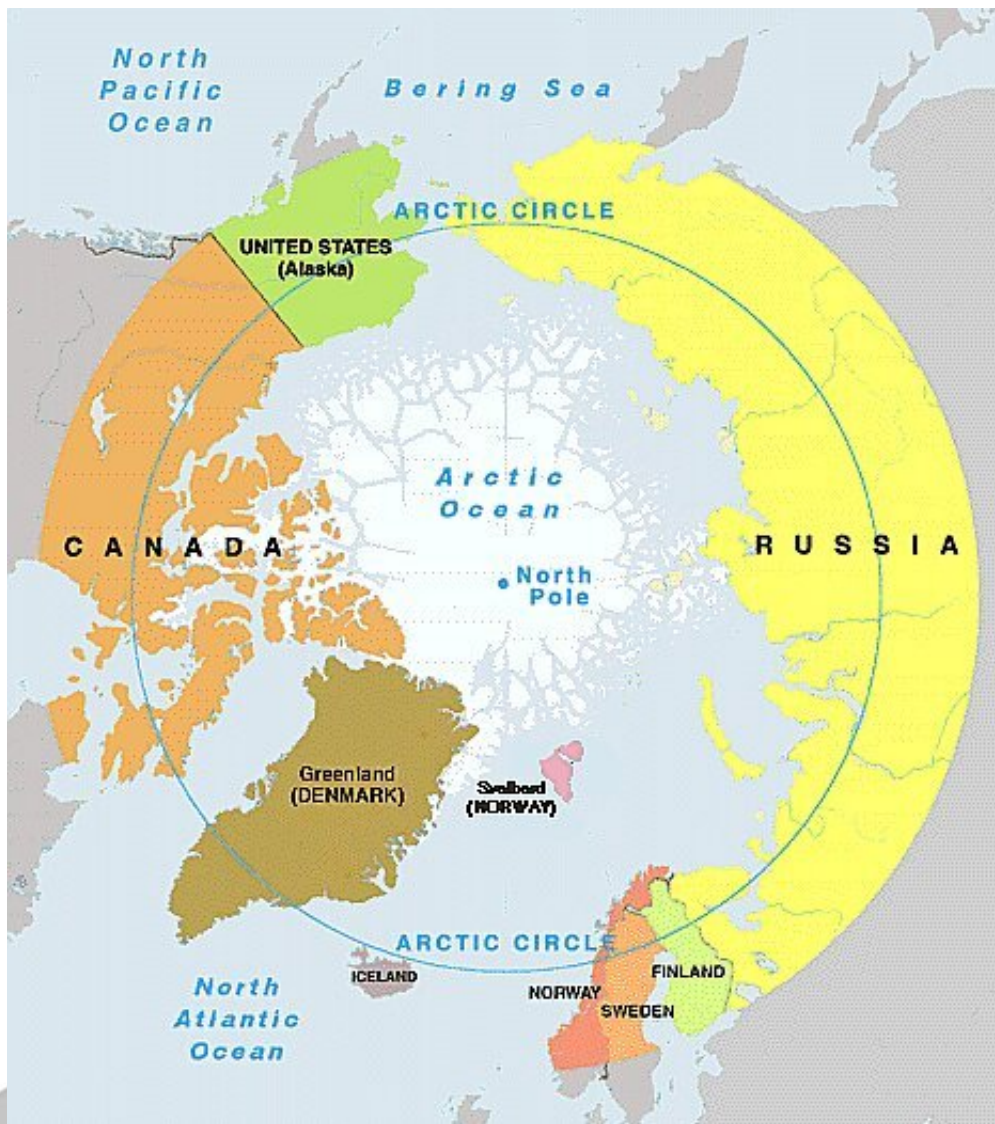 North
Pacific
Ocean
Bering Sea
ARCTIC CIRCLE
UNITED STATES
(Alaska)
Arctic
Ocean
CANADA
RUSSIA
North
Pole
Greenland
(DENMARK)
Svalbard
(NORWAY)
ARCTIC CIRCLE
ICELAND
FINLAND
NORWAY
SWEDEN
North
Atlantic
Ocean